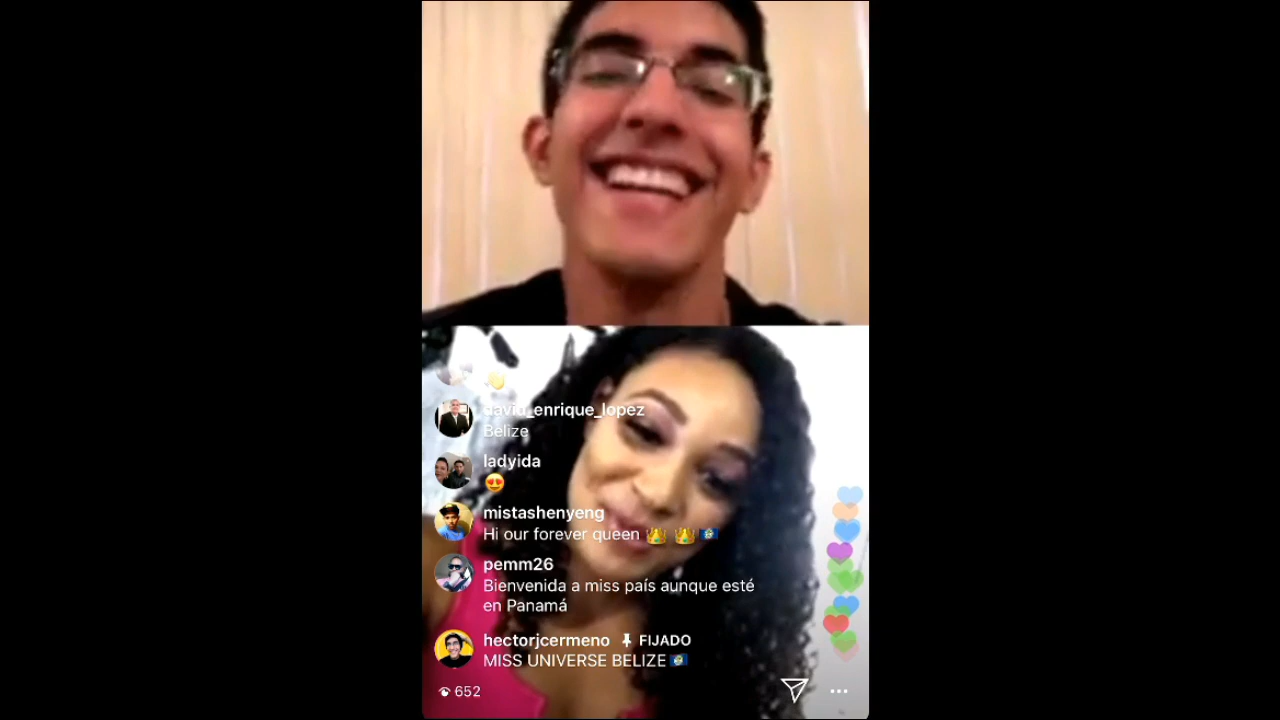 david_enrique_lopez
Belize
ladyida
😍
mistashenyeng
Hi our forever queen 👑 👑 🇧🇿
pemm26
Bienvenida a miss país aunque esté
en Panamá
hectorjcermeno 📌 FIJADO
MISS UNIVERSE BELIZE 🇧🇿
652